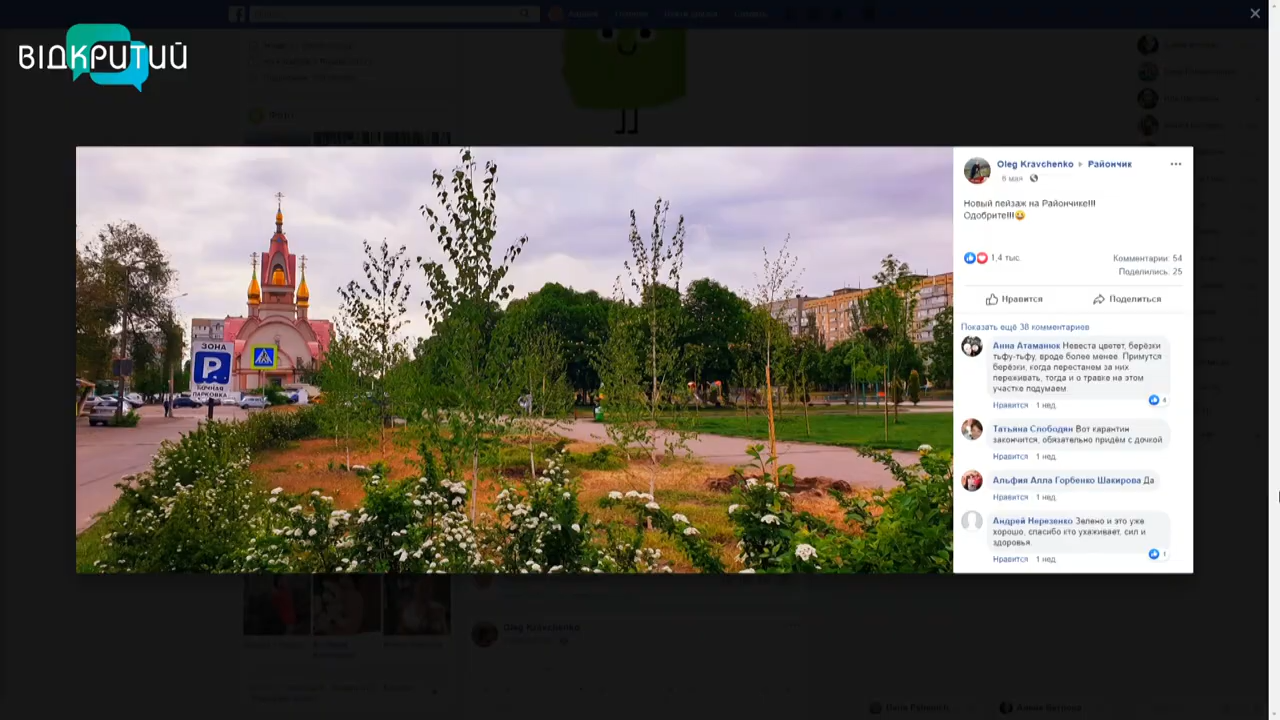 ВІДКРИТИЙ
Oleg Kravchenko ▸ Райончик
6 мая
Новый пейзаж на Райончике!!!
Одобрите!!!😄
1,4 тыс.
Комментарии: 54
Поделились: 25
Нравится
Поделиться
Показать ещё 38 комментариев
Анна Атаманюк Невеста цветет, берёзки
тьфу-тьфу, вроде более менее. Примутся
берёзки, когда перестанем за них
переживать, тогда и о травке на этом
участке подумаем.
4
Нравится 1 нед.
Татьяна Слободян Вот карантин
закончится, обязательно придём с дочкой
Нравится 1 нед.
Альфия Алла Горбенко Шакирова Да
Нравится 1 нед.
Андрей Нерезенко Зелено и это уже
хорошо, спасибо кто ухаживает, сил и
здоровья.
1
Нравится 1 нед.
ЗОНА
P
Oleg Kravchenko